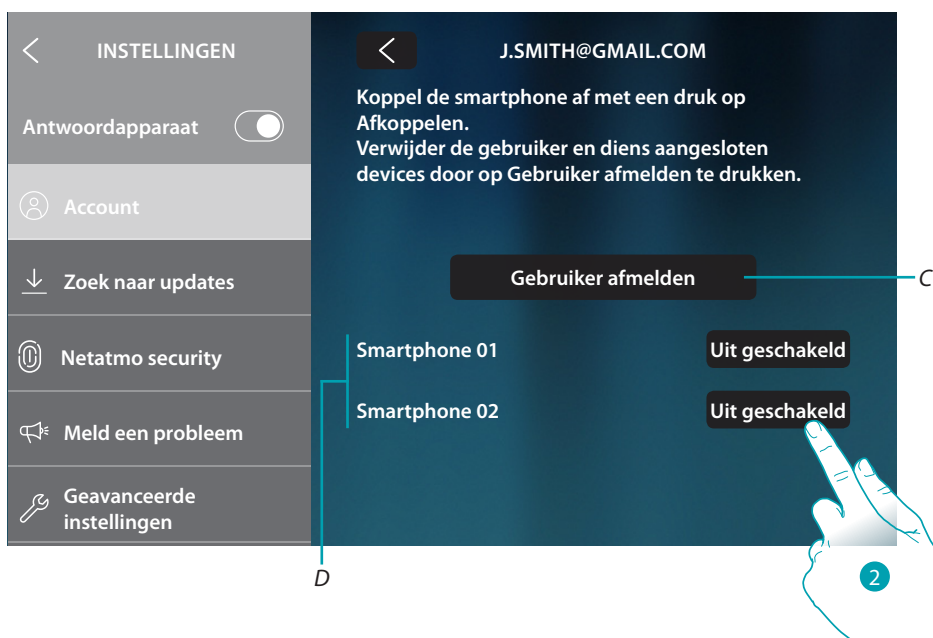 INSTELLINGEN
Antwoordapparaat
Account
Zoek naar updates
Netatmo security
Meld een probleem
Geavanceerde
instellingen
J.SMITH@GMAIL.COM
Koppel de smartphone af met een druk op
Afkoppelen.
Verwijder de gebruiker en diens aangesloten
devices door op Gebruiker afmelden te drukken.
Gebruiker afmelden
C
Smartphone 01
Uit geschakeld
Smartphone 02
Uit geschakeld
D
2